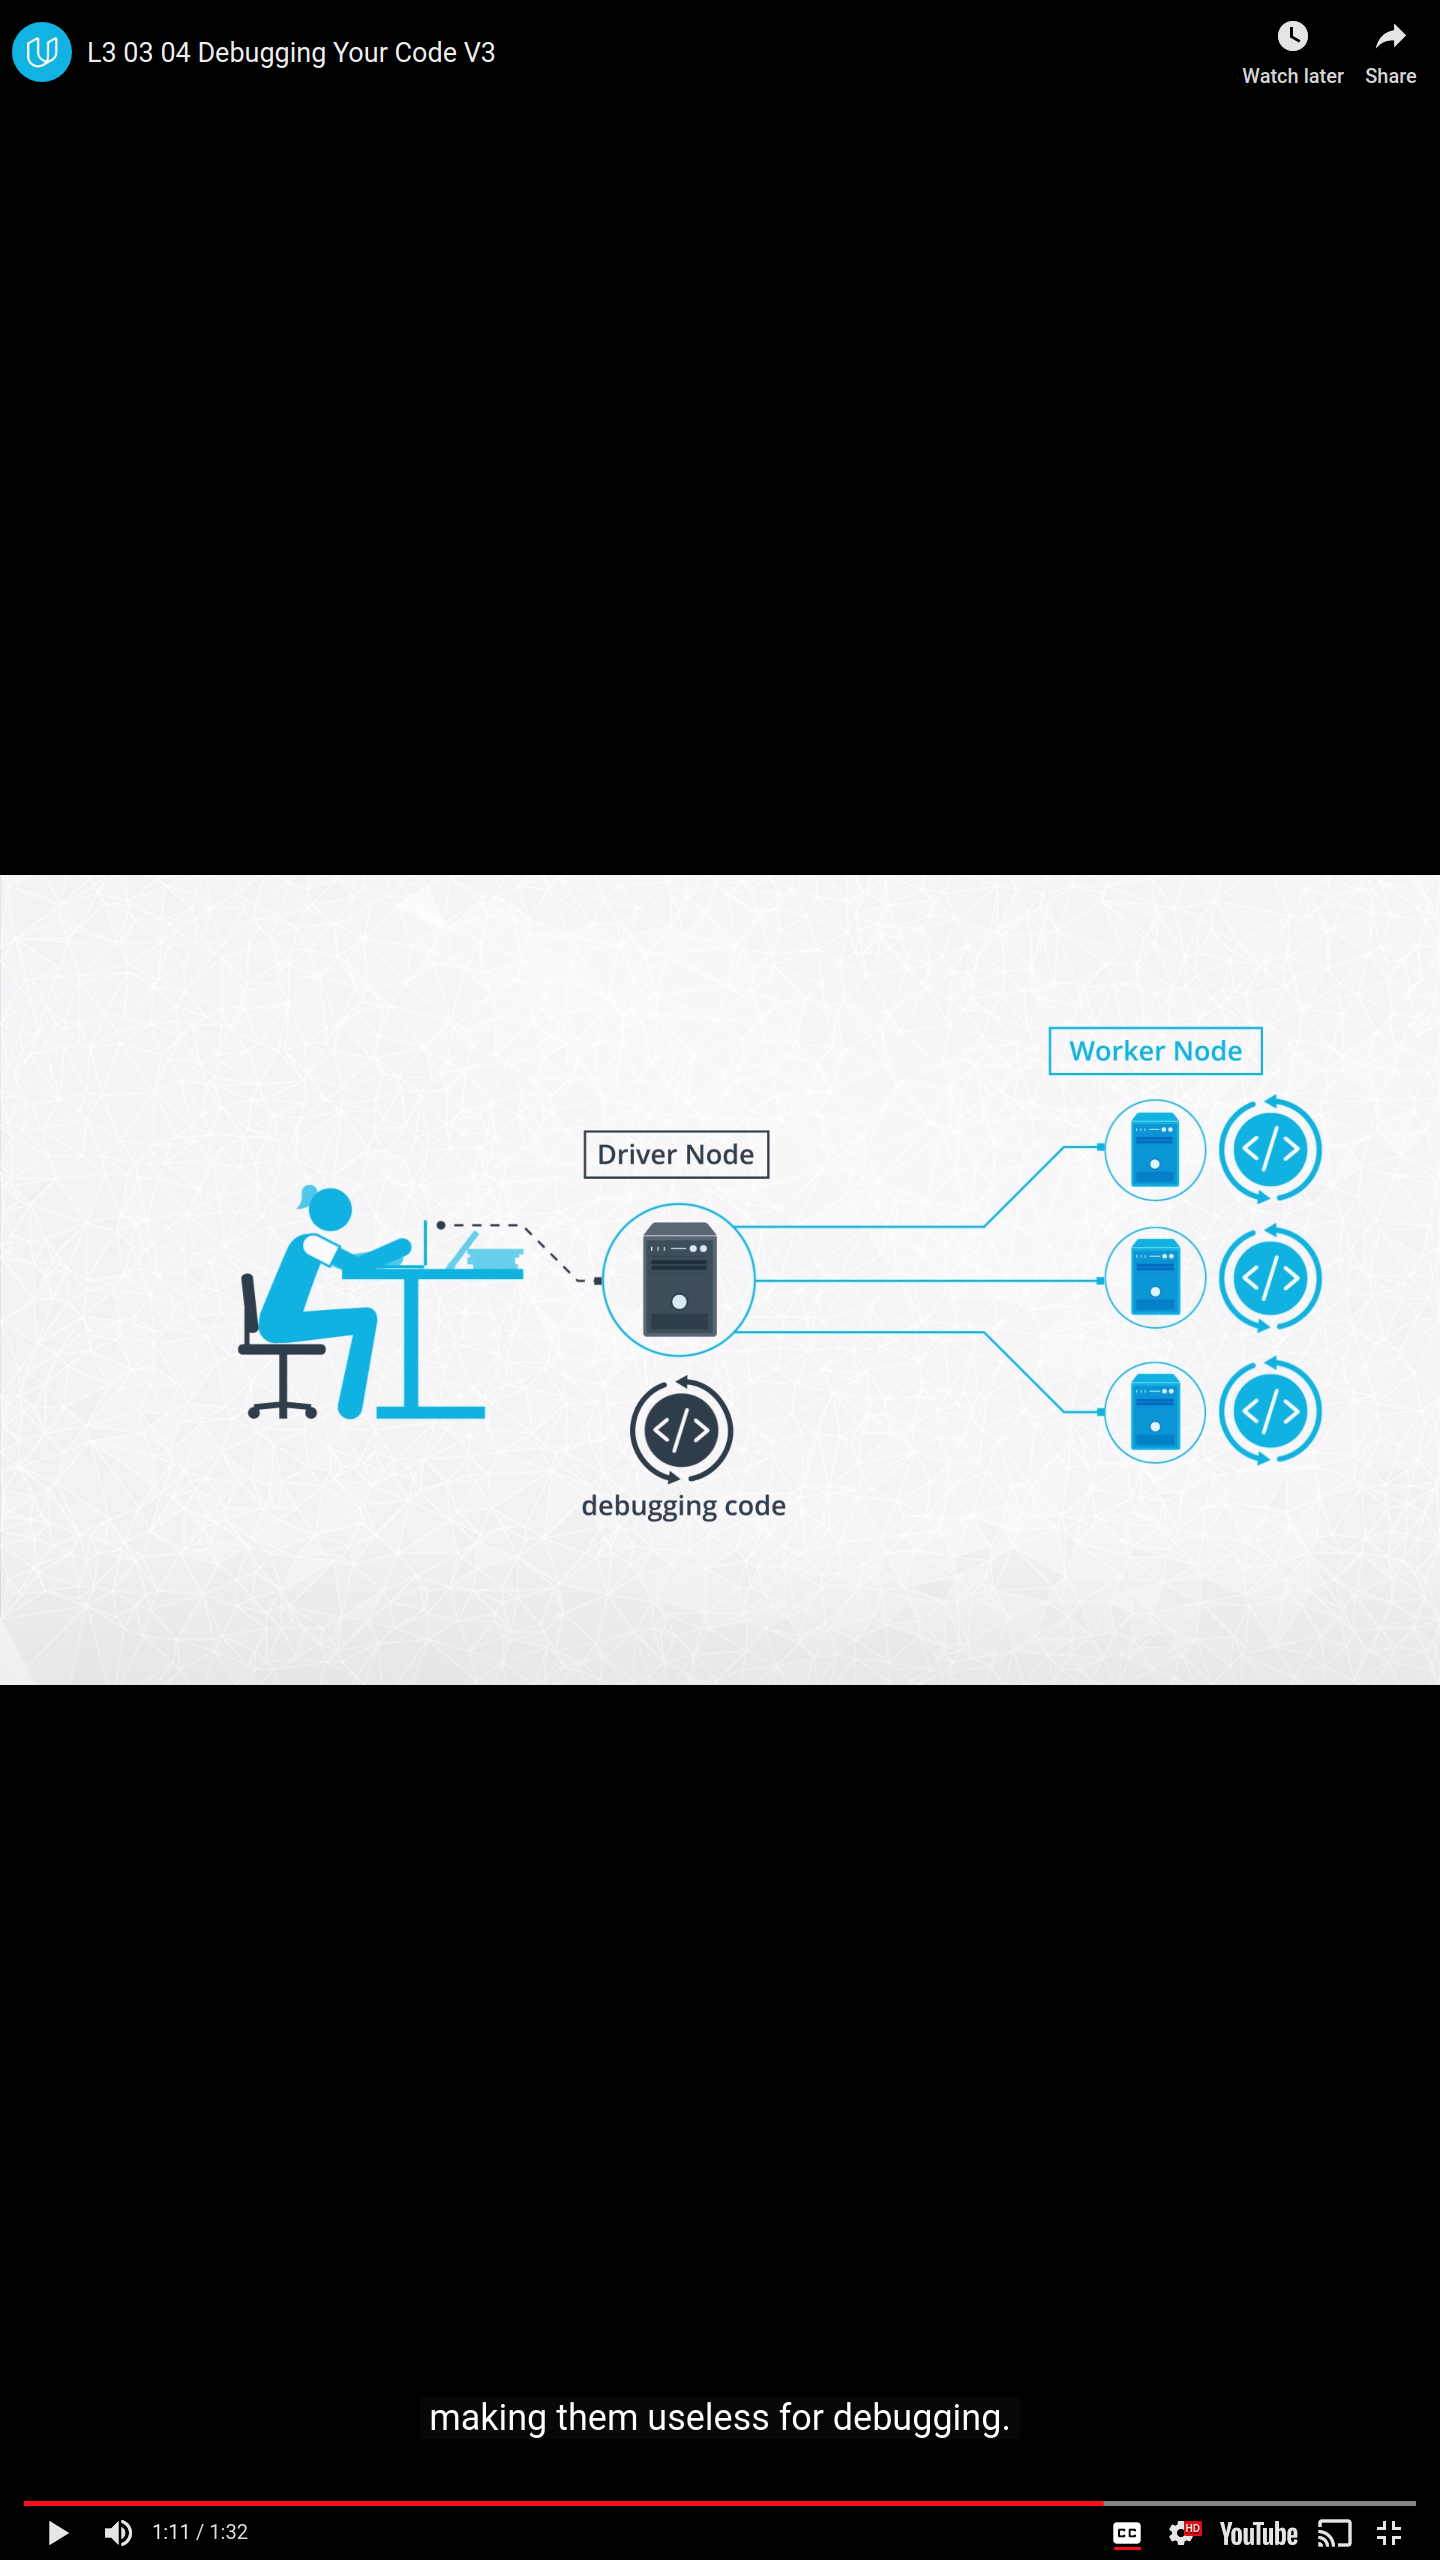 L3 03 04 Debugging Your Code V3
Watch later
Share
Worker Node
Driver Node
</>
</>
</>
</>
debugging code
making them useless for debugging.
1:11 / 1:32
CC
HD
YouTube